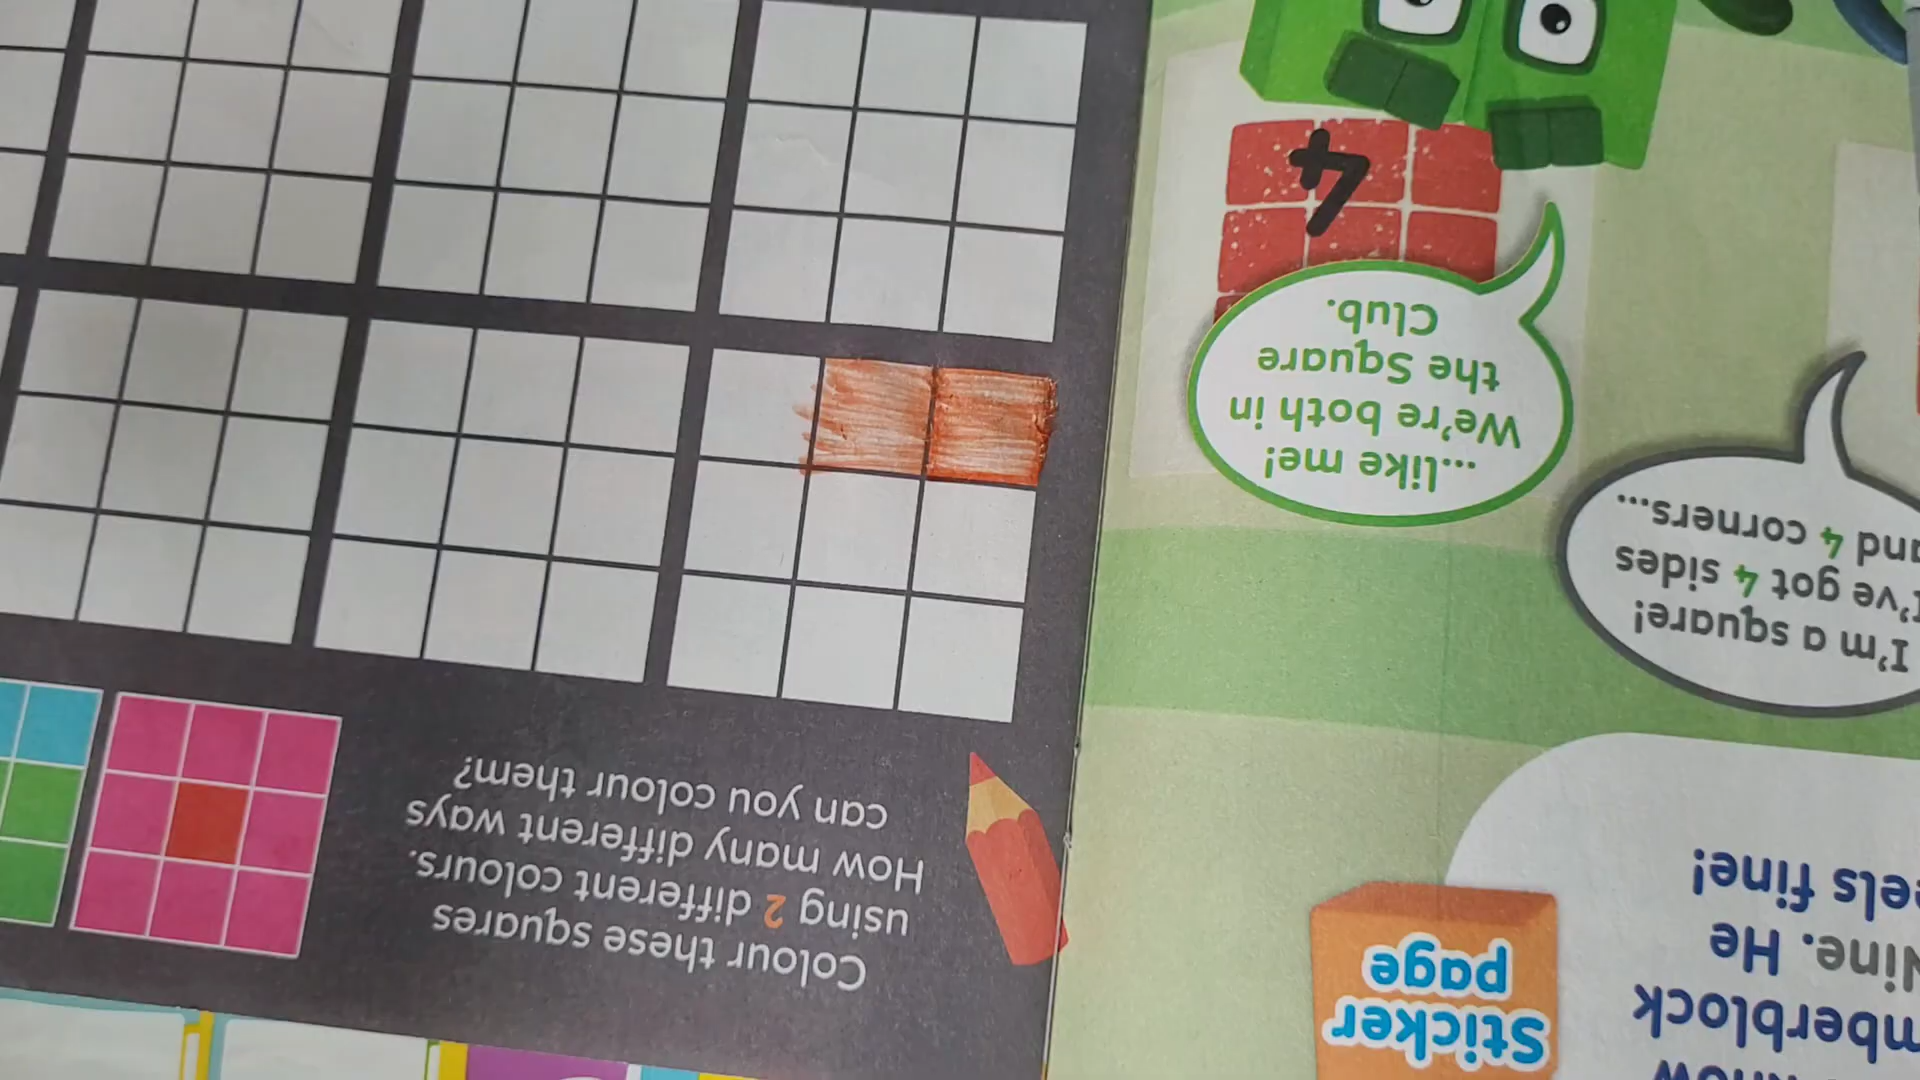 Sticker
page
mberblock
Nine. He
els fine!
I'm a square!
I've got 4 sides
and 4 corners...
...like me!
We're both in
the Square
Club.
4
Colour these squares
using 2 different colours.
How many different ways
can you colour them?